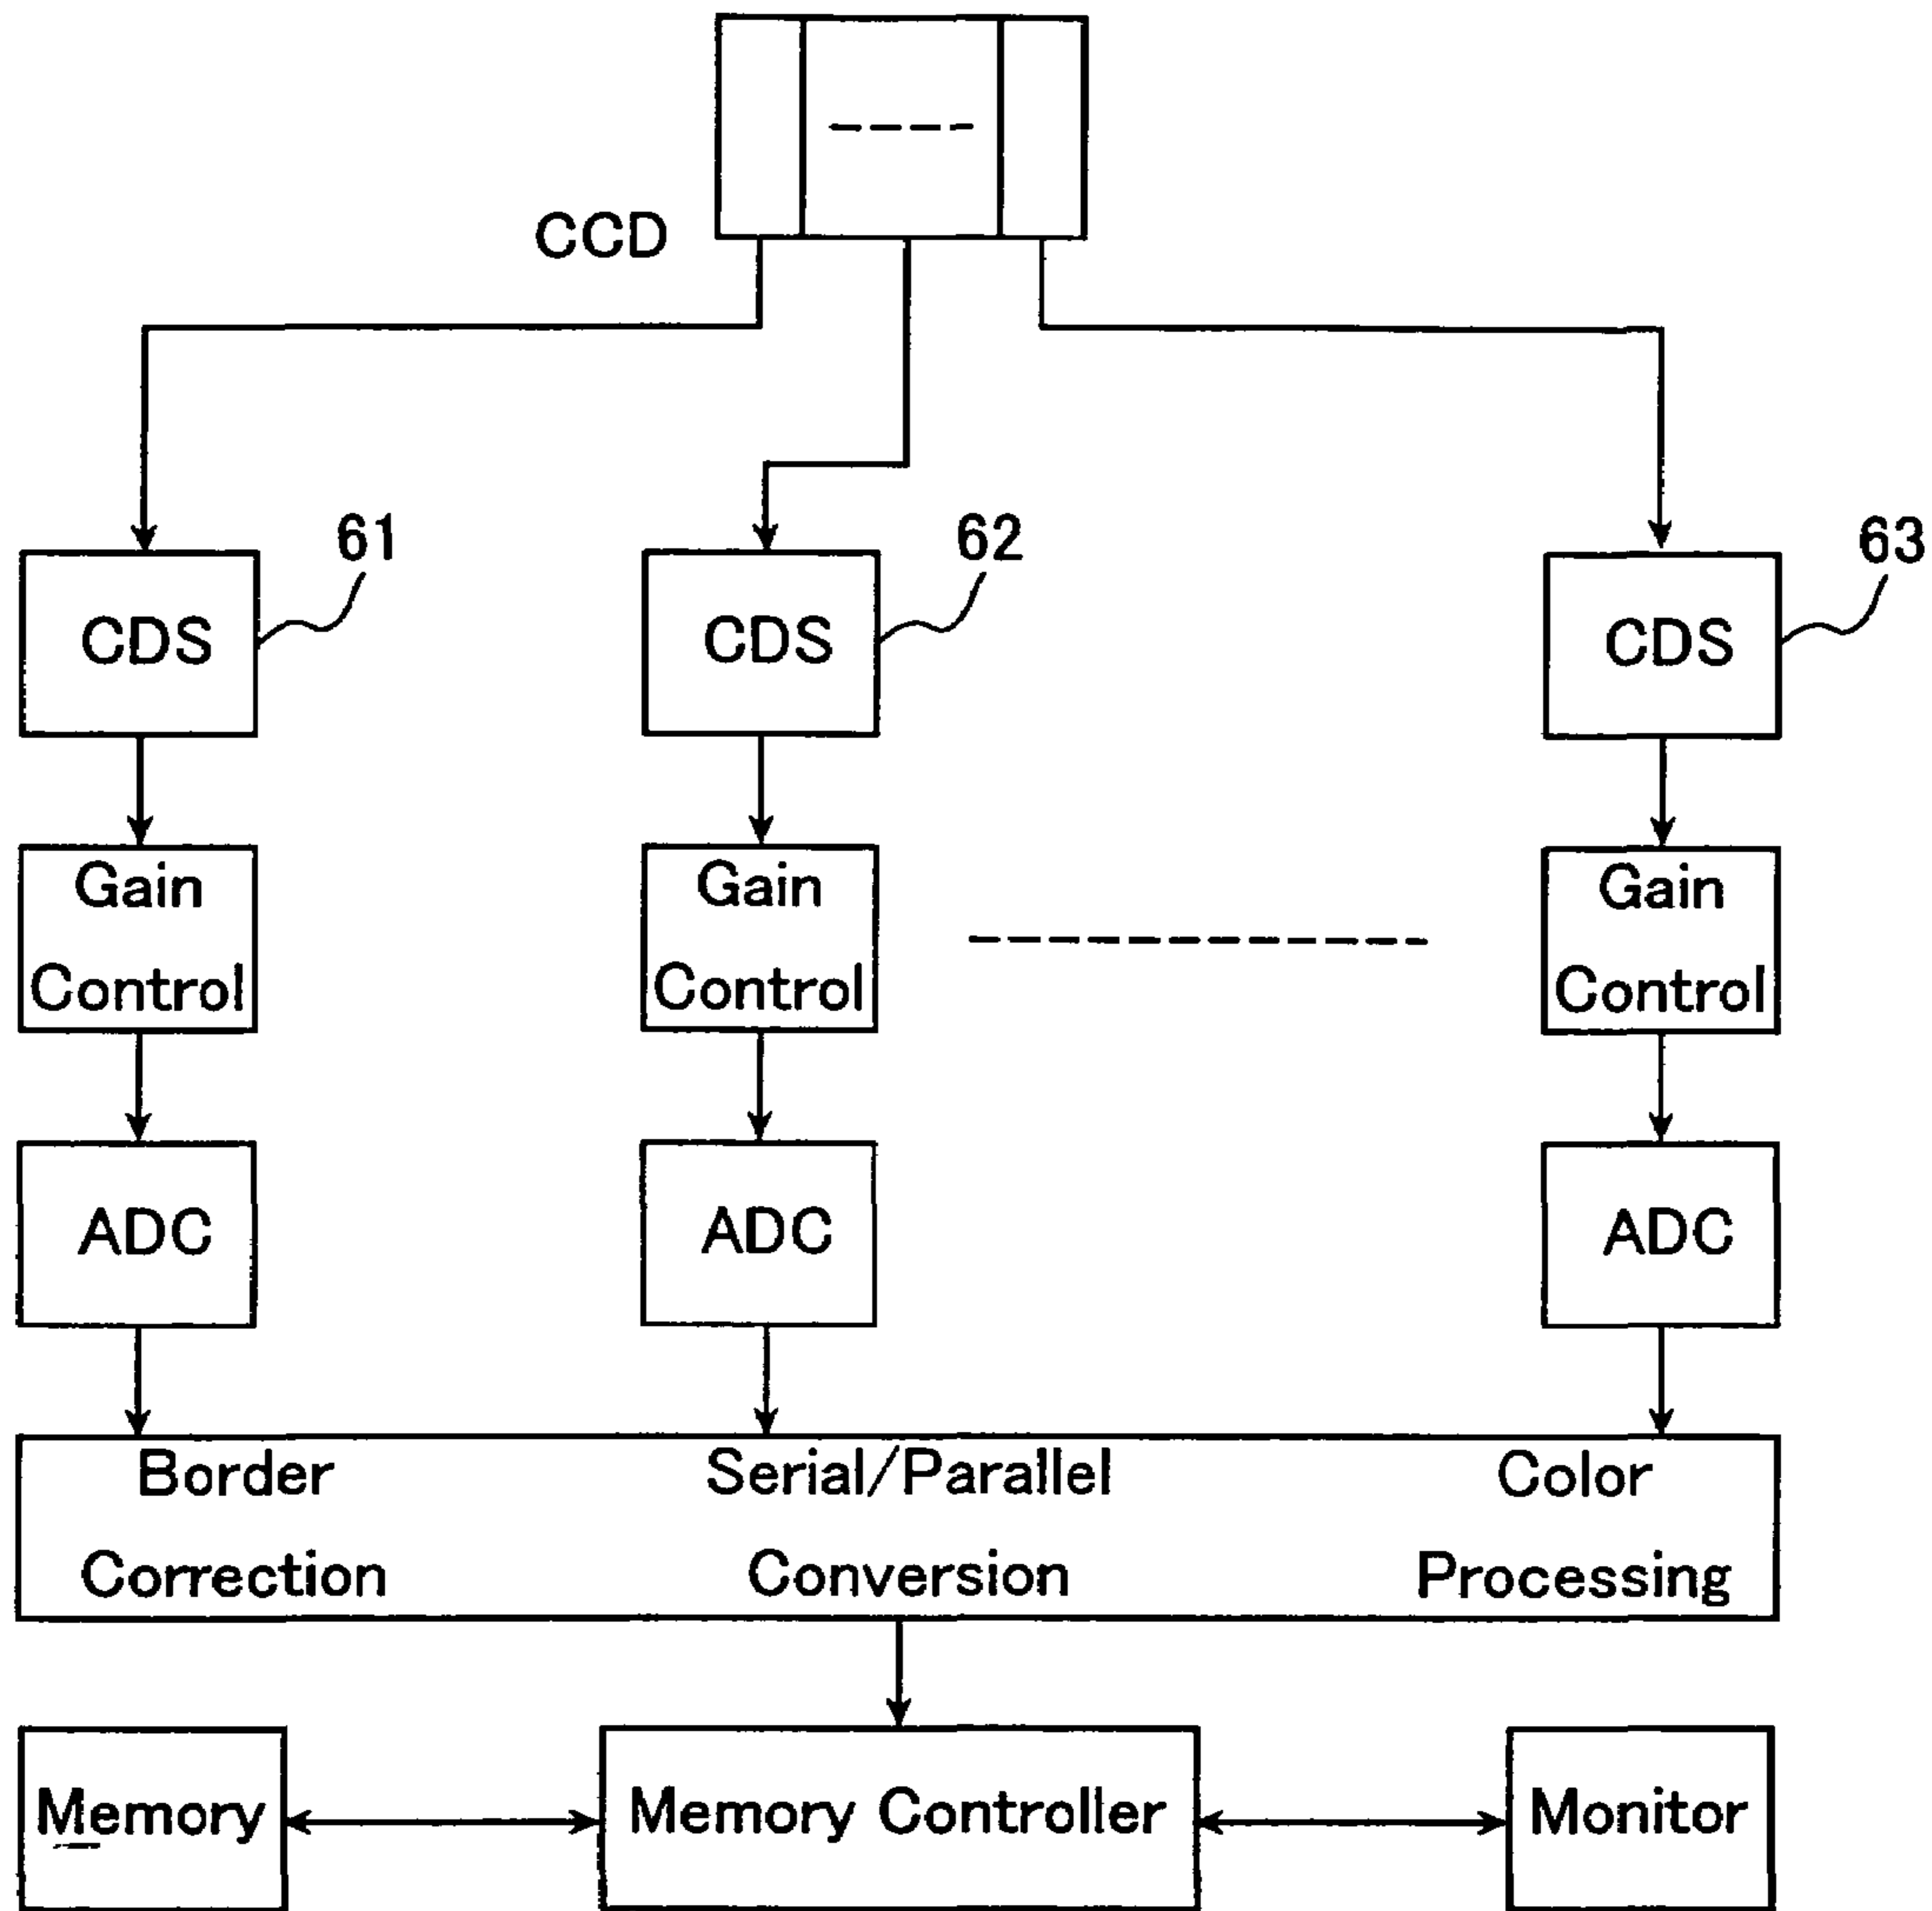 CCD
61
62
63
CDS
CDS
CDS
Gain
Control
Gain
Control
Gain
Control
ADC
ADC
ADC
Border
Correction
Serial/Parallel
Conversion
Color
Processing
Memory
Memory Controller
Monitor